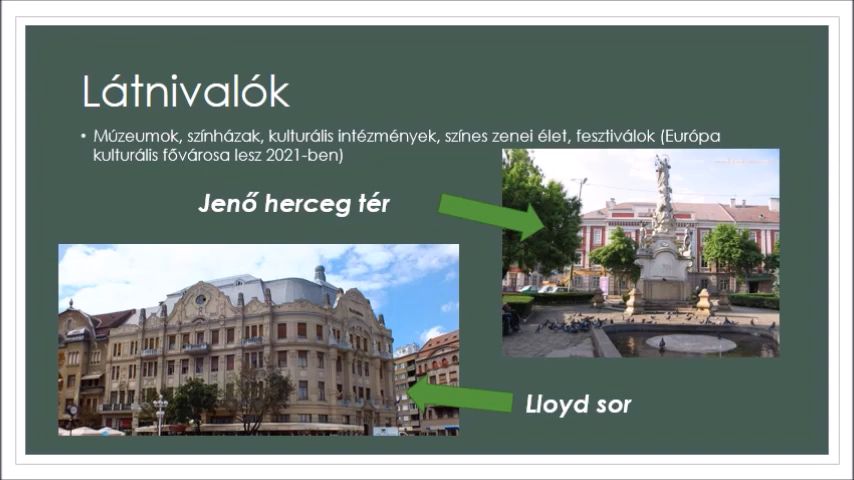 Látnivalók
• Múzeumok, színházak, kulturális intézmények, színes zenei élet, fesztiválok (Európa
kulturális fővárosa lesz 2021-ben)
Jenő herceg tér
Lloyd sor